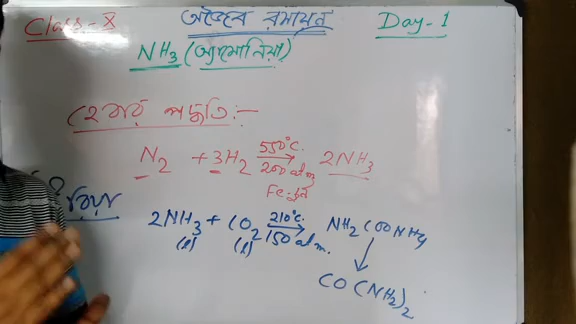 Class-X অজৈব রসায়ন Day-1
NH3 (অ্যামোনিয়া)
হেবার পদ্ধতি:-
N2 + 3H2 550°C. 200 atm Fe-চূর্ণ 2NH3
2NH3 (l) + CO2 (l) 210°C. 150 atm. NH2COONH4
CO(NH2)2